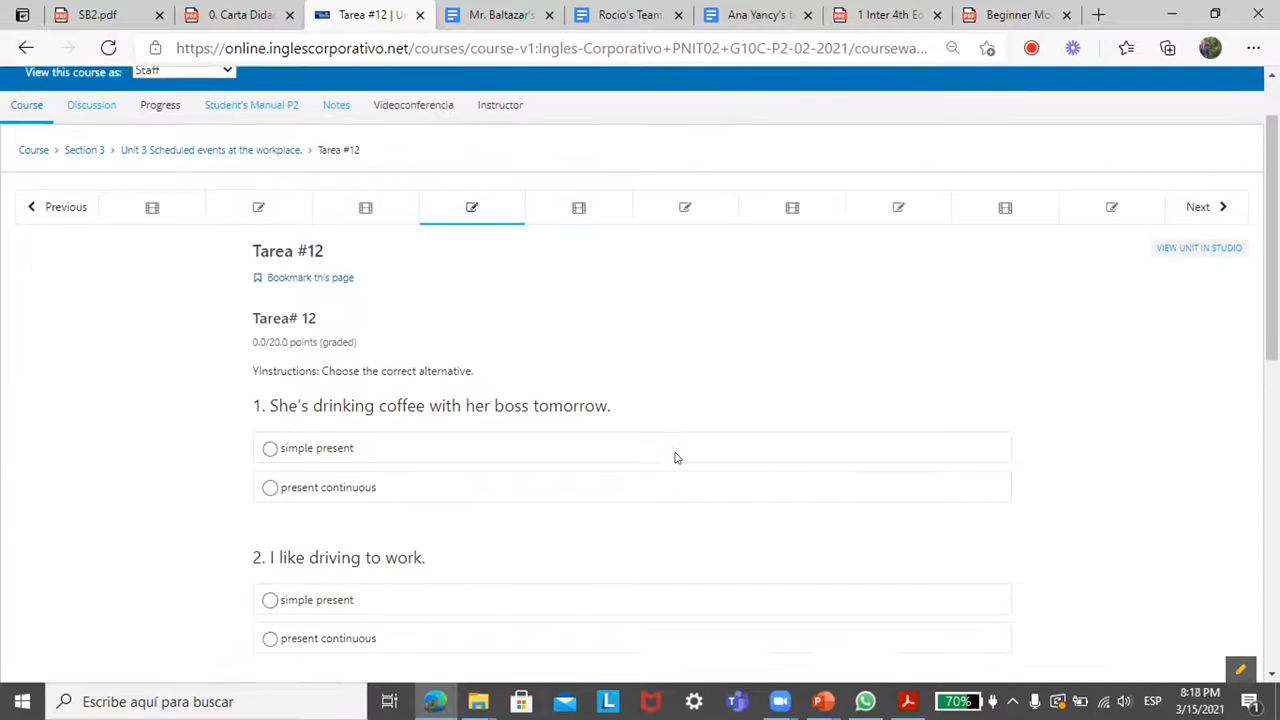 SB2.pdf
0. Carta Did
Tarea #12 | U
Mr. Baltazar's
Rocio's Team
Ana Yancy's t
1 Inter 4th Ed
Beginner Mo
https://online.inglescorporativo.net/courses/course-v1:Ingles-Corporativo+PNIT02+G10C-P2-02-2021/coursewa...
View this course as:
Staff
Course
Discussion
Progress
Student's Manual P2
Notes
Videoconferencia
Instructor
Course > Section 3 > Unit 3 Scheduled events at the workplace. > Tarea #12
Previous
Next
Tarea #12
VIEW UNIT IN STUDIO
Bookmark this page
Tarea# 12
0.0/20.0 points (graded)
YInstructions: Choose the correct alternative.
1. She's drinking coffee with her boss tomorrow.
simple present
present continuous
2. I like driving to work.
simple present
present continuous
Escribe aquí para buscar
70%
ESP
8:18 PM
3/15/2021